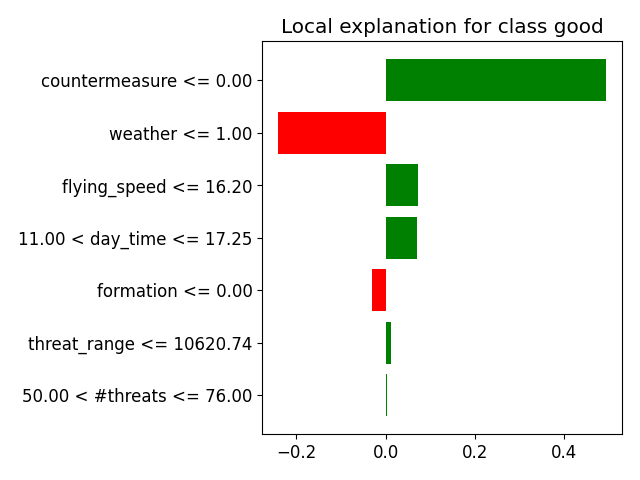 Local explanation for class good
countermeasure <= 0.00
weather <= 1.00
flying_speed <= 16.20
11.00 < day_time <= 17.25
formation <= 0.00
threat_range <= 10620.74
50.00 < #threats <= 76.00
−0.2 0.0 0.2 0.4